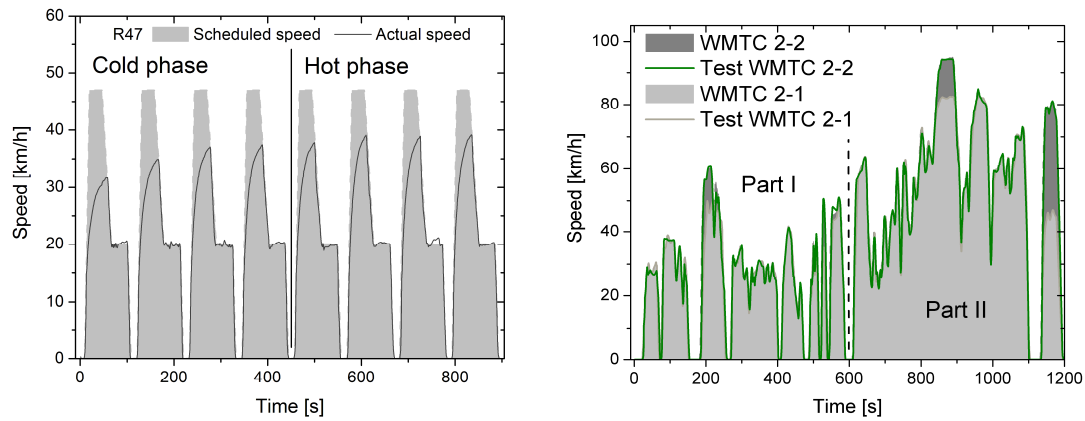 R47 Scheduled speed Actual speed
Cold phase Hot phase
60
50
40
30
20
10
0
Speed [km/h]
0 200 400 600 800
Time [s]
WMTC 2-2
Test WMTC 2-2
WMTC 2-1
Test WMTC 2-1
Part I
Part II
100
80
60
40
20
0
Speed [km/h]
0 200 400 600 800 1000 1200
Time [s]